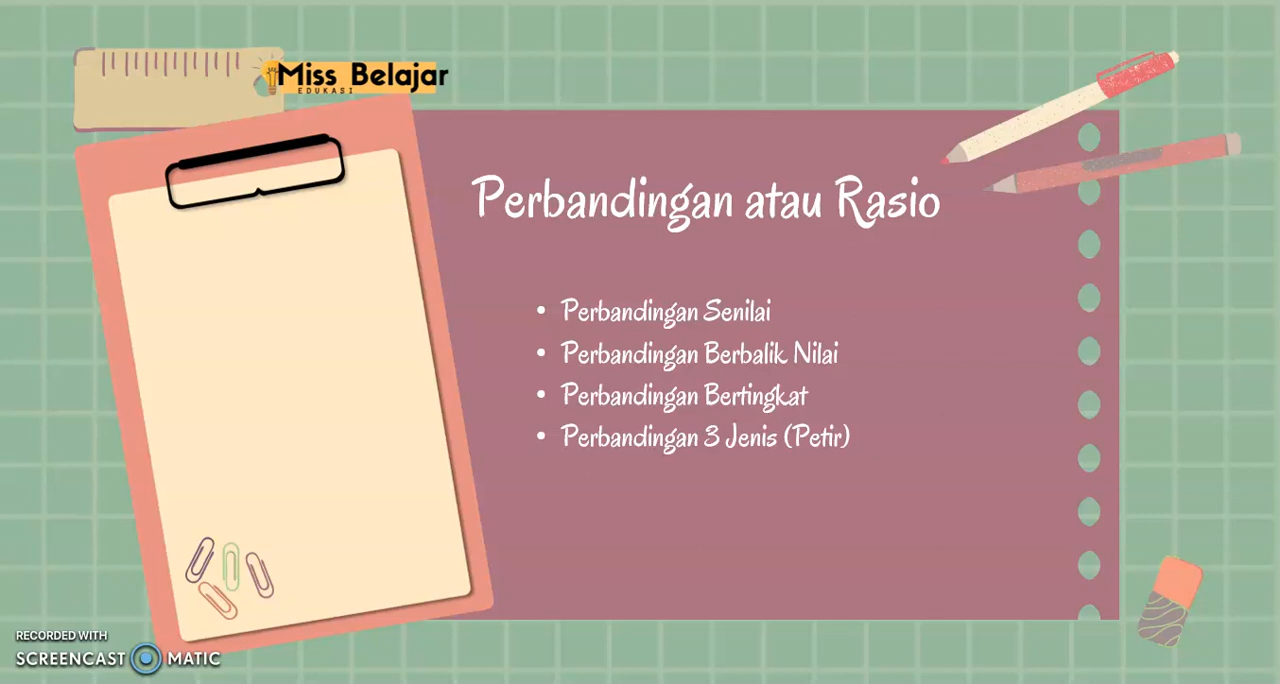 Miss Belajar
EDUKASI
Perbandingan atau Rasio
• Perbandingan Senilai
• Perbandingan Berbalik Nilai
• Perbandingan Bertingkat
• Perbandingan 3 Jenis (Petir)
RECORDED WITH
SCREENCAST MATIC